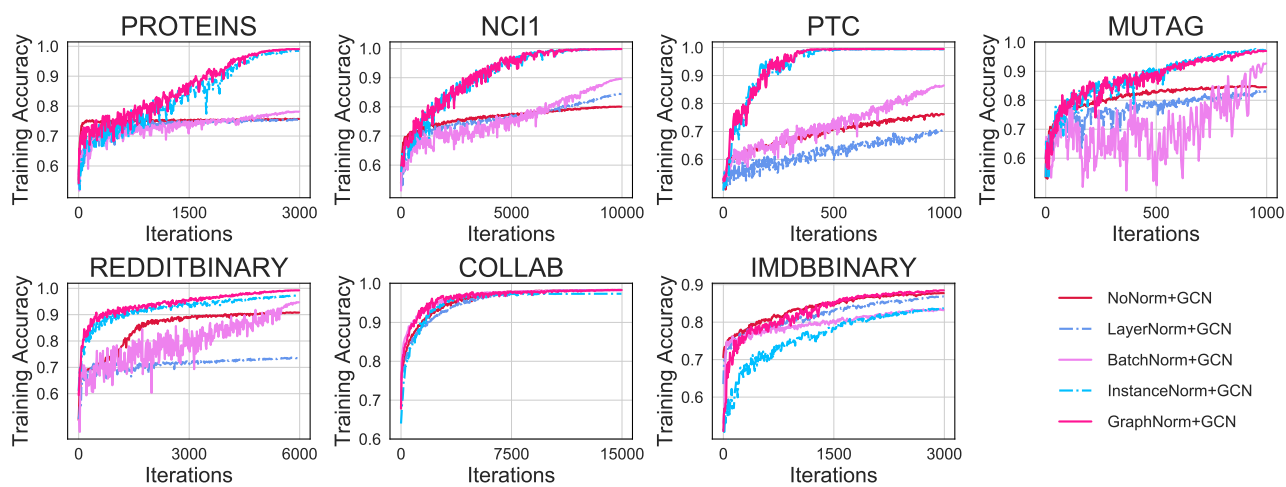 PROTEINS
Training Accuracy
1.0
0.9
0.8
0.7
0.6
0
1500
3000
Iterations
NCI1
Training Accuracy
1.0
0.9
0.8
0.7
0.6
0
5000
10000
Iterations
PTC
Training Accuracy
1.0
0.9
0.8
0.7
0.6
0
500
1000
Iterations
MUTAG
Training Accuracy
1.0
0.9
0.8
0.7
0.6
0
500
1000
Iterations
REDDITBINARY
Training Accuracy
1.0
0.9
0.8
0.7
0.6
0
3000
6000
Iterations
COLLAB
Training Accuracy
1.0
0.9
0.8
0.7
0.6
0
7500
15000
Iterations
IMDBBINARY
Training Accuracy
0.9
0.8
0.7
0.6
0
1500
3000
Iterations
NoNorm+GCN
LayerNorm+GCN
BatchNorm+GCN
InstanceNorm+GCN
GraphNorm+GCN